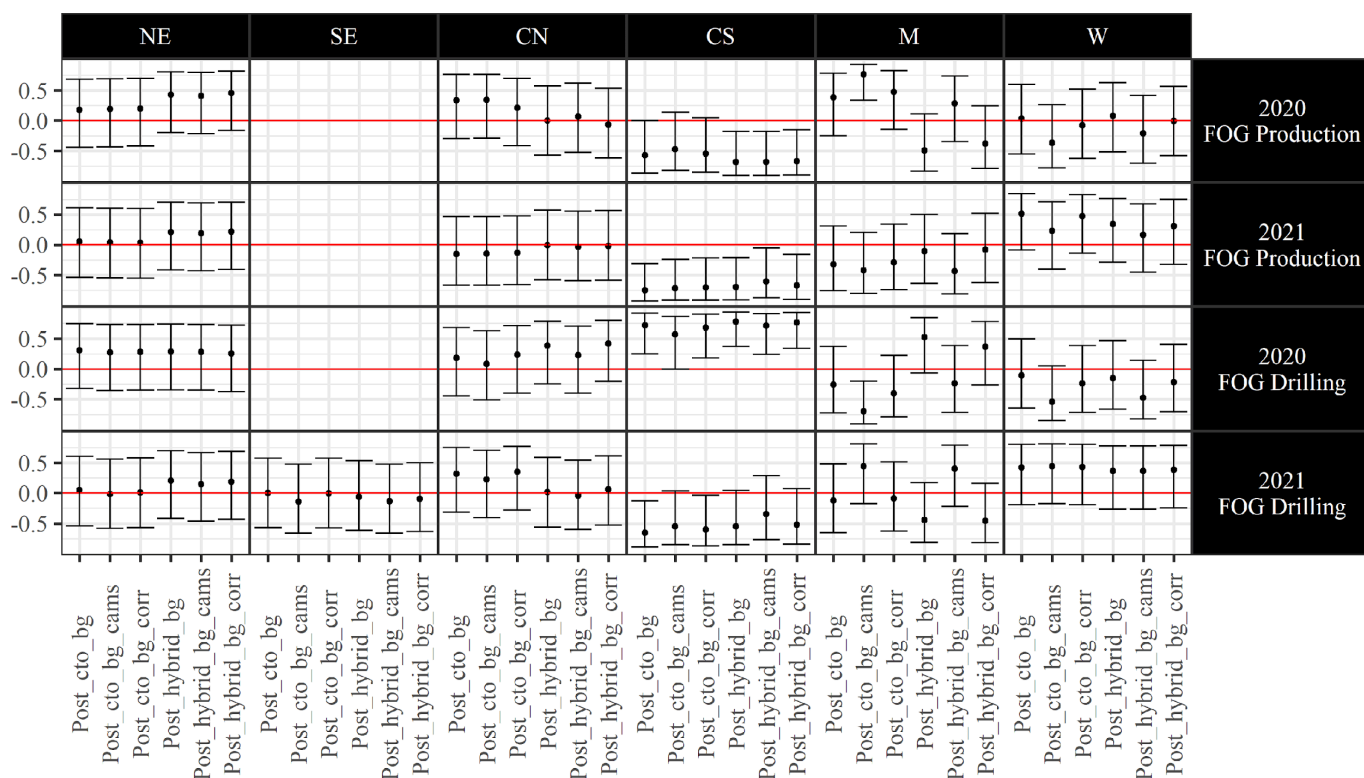 NE SE CN CS M W
0.5
0.0
-0.5
2020
FOG Production
0.5
0.0
-0.5
2021
FOG Production
0.5
0.0
-0.5
2020
FOG Drilling
0.5
0.0
-0.5
2021
FOG Drilling
Post_cto_bg
Post_cto_bg_cams
Post_cto_bg_corr
Post_hybrid_bg
Post_hybrid_bg_cams
Post_hybrid_bg_corr
Post_cto_bg
Post_cto_bg_cams
Post_cto_bg_corr
Post_hybrid_bg
Post_hybrid_bg_cams
Post_hybrid_bg_corr
Post_cto_bg
Post_cto_bg_cams
Post_cto_bg_corr
Post_hybrid_bg
Post_hybrid_bg_cams
Post_hybrid_bg_corr
Post_cto_bg
Post_cto_bg_cams
Post_cto_bg_corr
Post_hybrid_bg
Post_hybrid_bg_cams
Post_hybrid_bg_corr
Post_cto_bg
Post_cto_bg_cams
Post_cto_bg_corr
Post_hybrid_bg
Post_hybrid_bg_cams
Post_hybrid_bg_corr
Post_cto_bg
Post_cto_bg_cams
Post_cto_bg_corr
Post_hybrid_bg
Post_hybrid_bg_cams
Post_hybrid_bg_corr